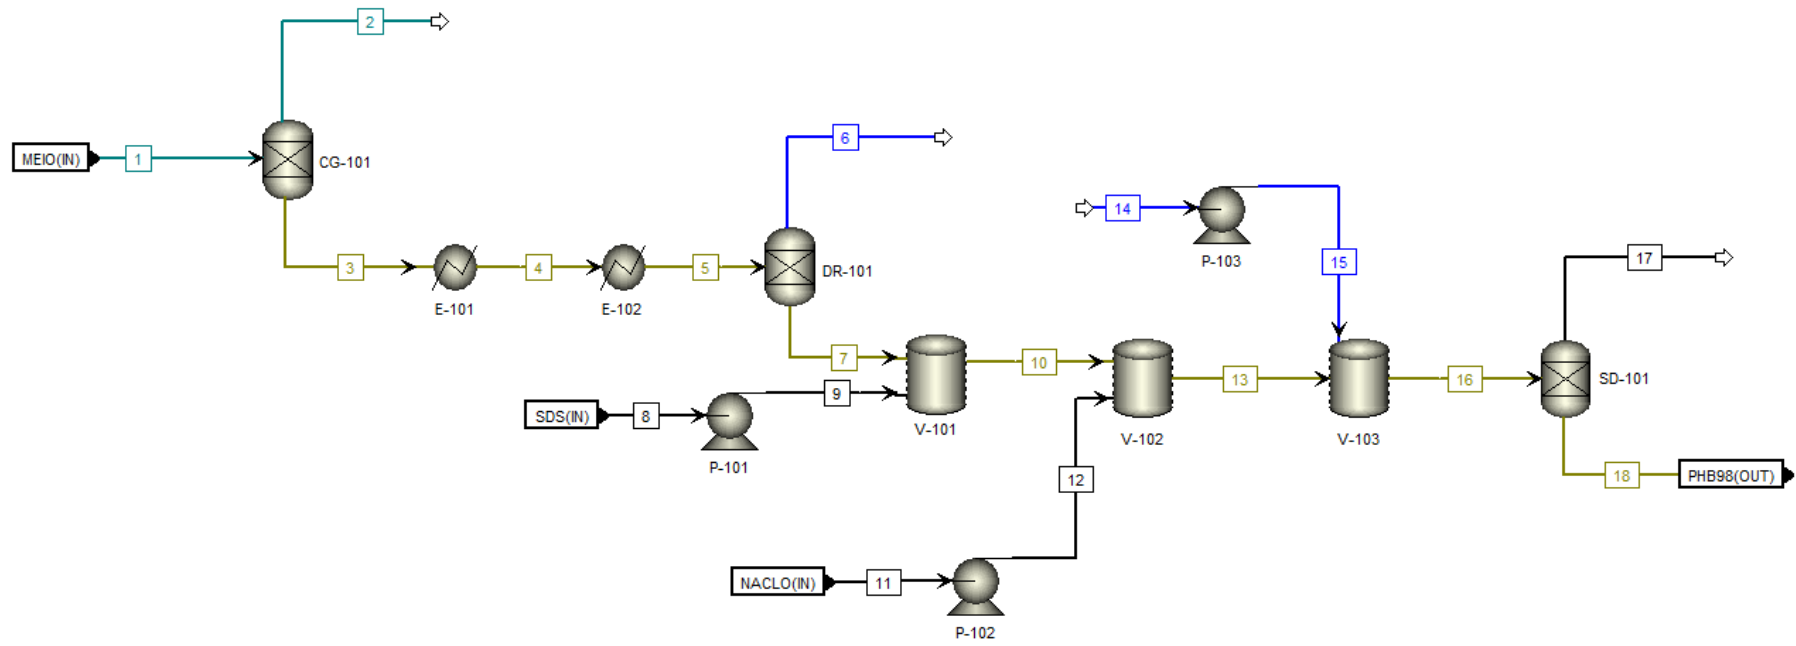 2
MEIO(IN)
1
CG-101
6
3
4
5
DR-101
E-101
E-102
14
P-103
15
17
7
10
13
16
SD-101
SDS(IN)
8
9
P-101
V-101
V-102
V-103
12
18
PHB98(OUT)
NACLO(IN)
11
P-102